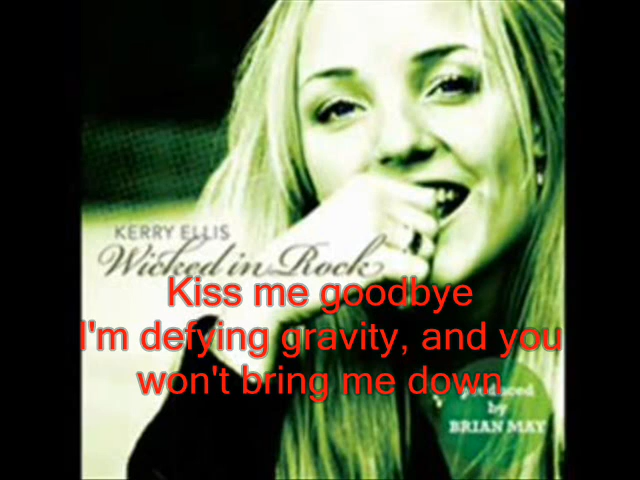 KERRY ELLIS
Wicked in Rock
Kiss me goodbye
I'm defying gravity, and you
won't bring me down
produced
by
BRIAN MAY